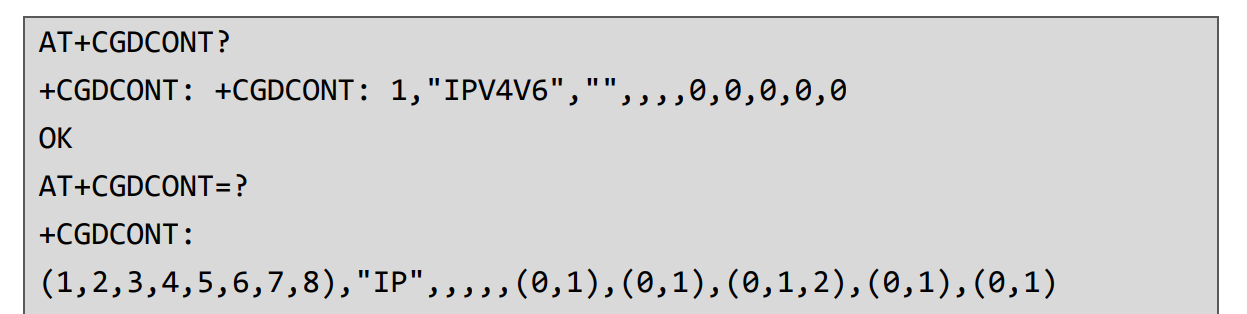 AT+CGDCONT?
+CGDCONT: +CGDCONT: 1,"IPV4V6","",,,,0,0,0,0,0
OK
AT+CGDCONT=?
+CGDCONT:
(1,2,3,4,5,6,7,8),"IP",,,,,(0,1),(0,1),(0,1,2),(0,1),(0,1)